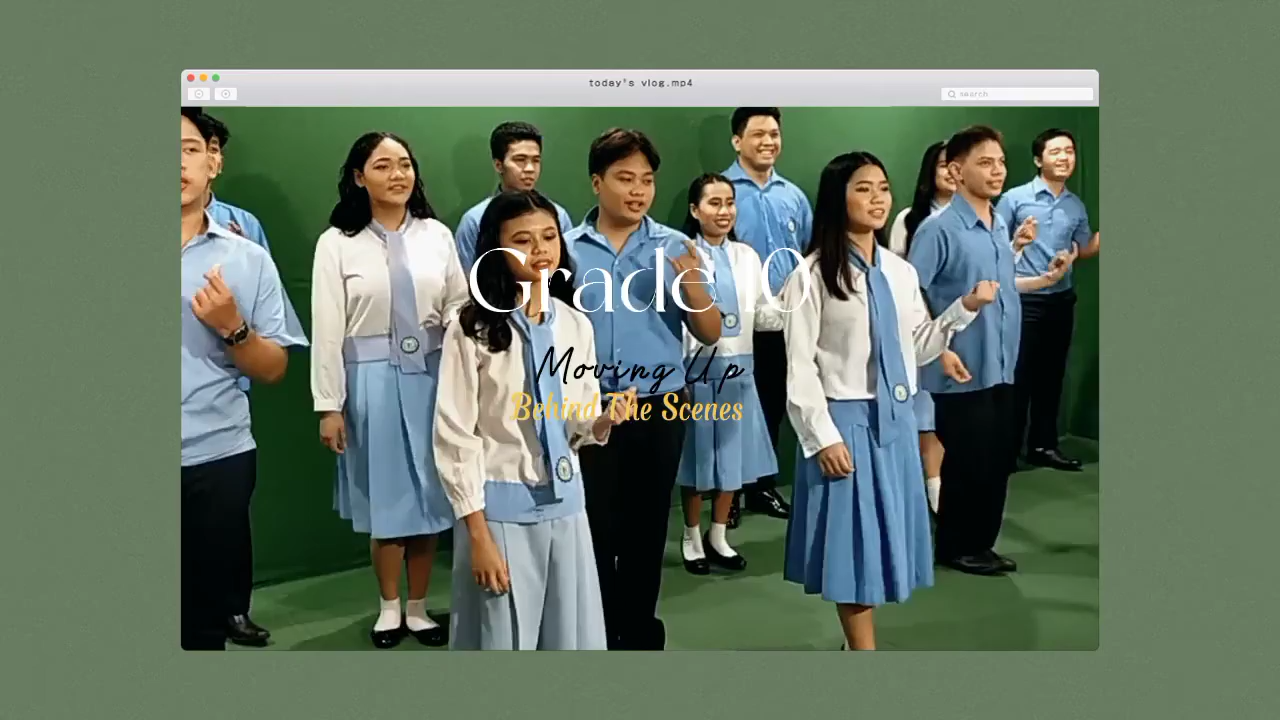 today's vlog.mp4
search
Grade 10
Moving Up
Behind The Scenes